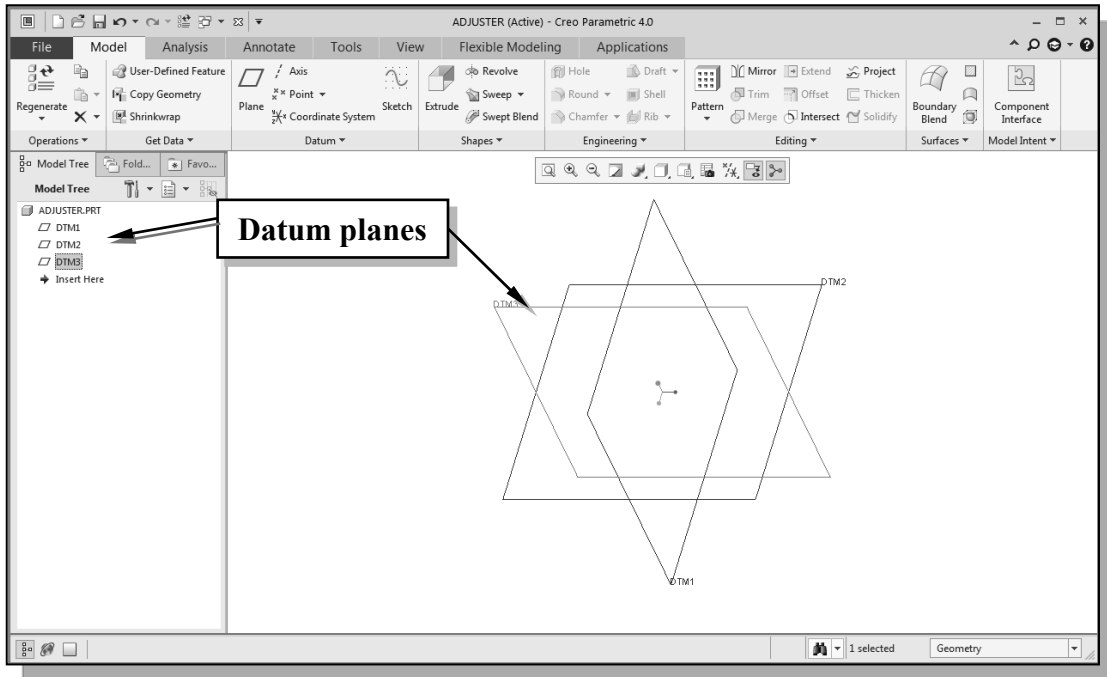 ADJUSTER (Active) - Creo Parametric 4.0
File Model Analysis Annotate Tools View Flexible Modeling Applications
Regenerate
User-Defined Feature
Copy Geometry
Shrinkwrap
Plane
Axis
Point
Coordinate System
Sketch
Extrude
Revolve
Sweep
Swept Blend
Hole
Draft
Round
Shell
Chamfer
Rib
Pattern
Mirror
Extend
Project
Trim
Offset
Thicken
Merge
Intersect
Solidify
Boundary
Blend
Component
Interface
Operations Get Data Datum Shapes Engineering Editing Surfaces Model Intent
Model Tree Fold... Favo...
Model Tree
ADJUSTER.PRT
DTM1
DTM2
DTM3
Insert Here
Datum planes
DTM2
DTM3
DTM1
1 selected
Geometry